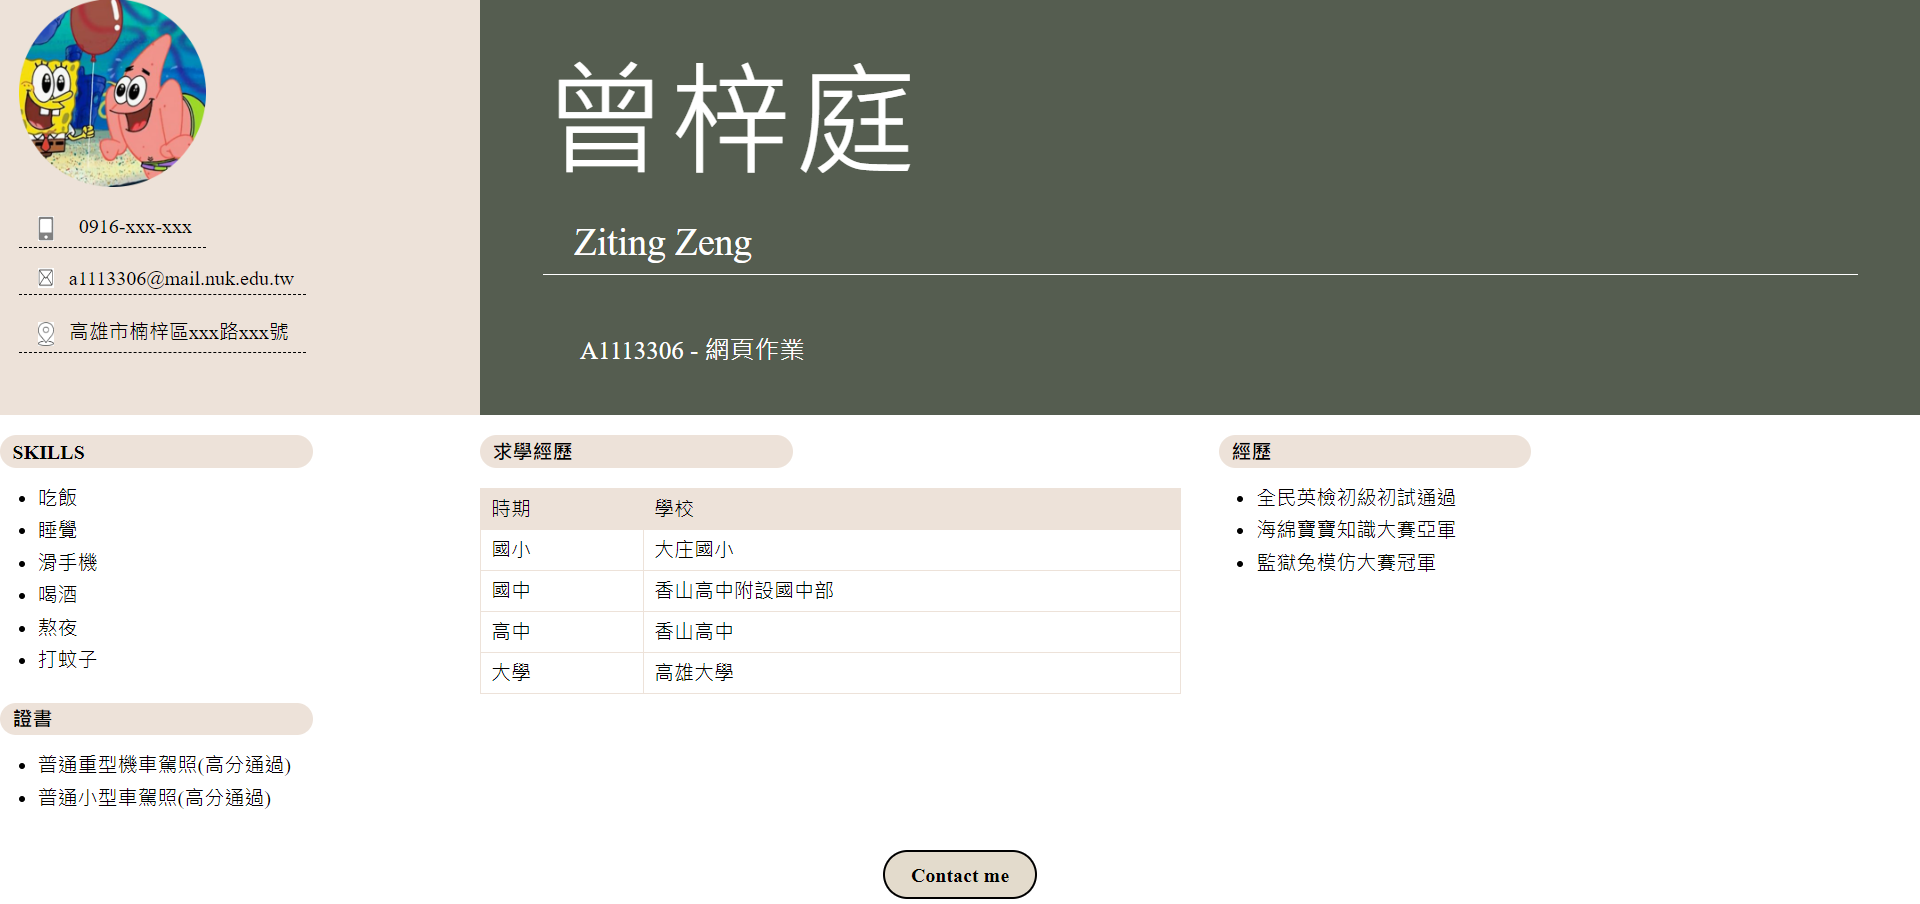 0916-xxx-xxx
a1113306@mail.nuk.edu.tw
高雄市楠梓區xxx路xxx號
曾梓庭
Ziting Zeng
A1113306 - 網頁作業
SKILLS
吃飯
睡覺
滑手機
喝酒
熬夜
打蚊子
證書
普通重型機車駕照(高分通過)
普通小型車駕照(高分通過)
求學經歷
時期 學校
國小 大庄國小
國中 香山高中附設國中部
高中 香山高中
大學 高雄大學
經歷
全民英檢初級初試通過
海綿寶寶知識大賽亞軍
監獄兔模仿大賽冠軍
Contact me